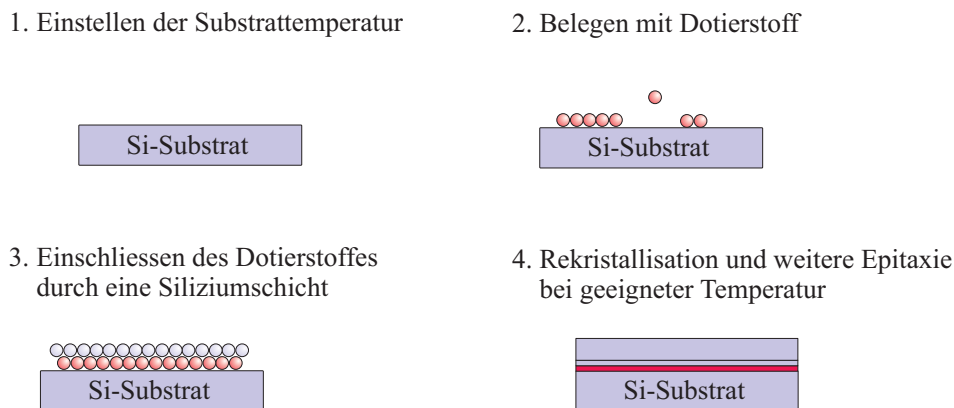 1. Einstellen der Substrattemperatur
Si-Substrat
2. Belegen mit Dotierstoff
Si-Substrat
3. Einschliessen des Dotierstoffes
durch eine Siliziumschicht
Si-Substrat
4. Rekristallisation und weitere Epitaxie
bei geeigneter Temperatur
Si-Substrat